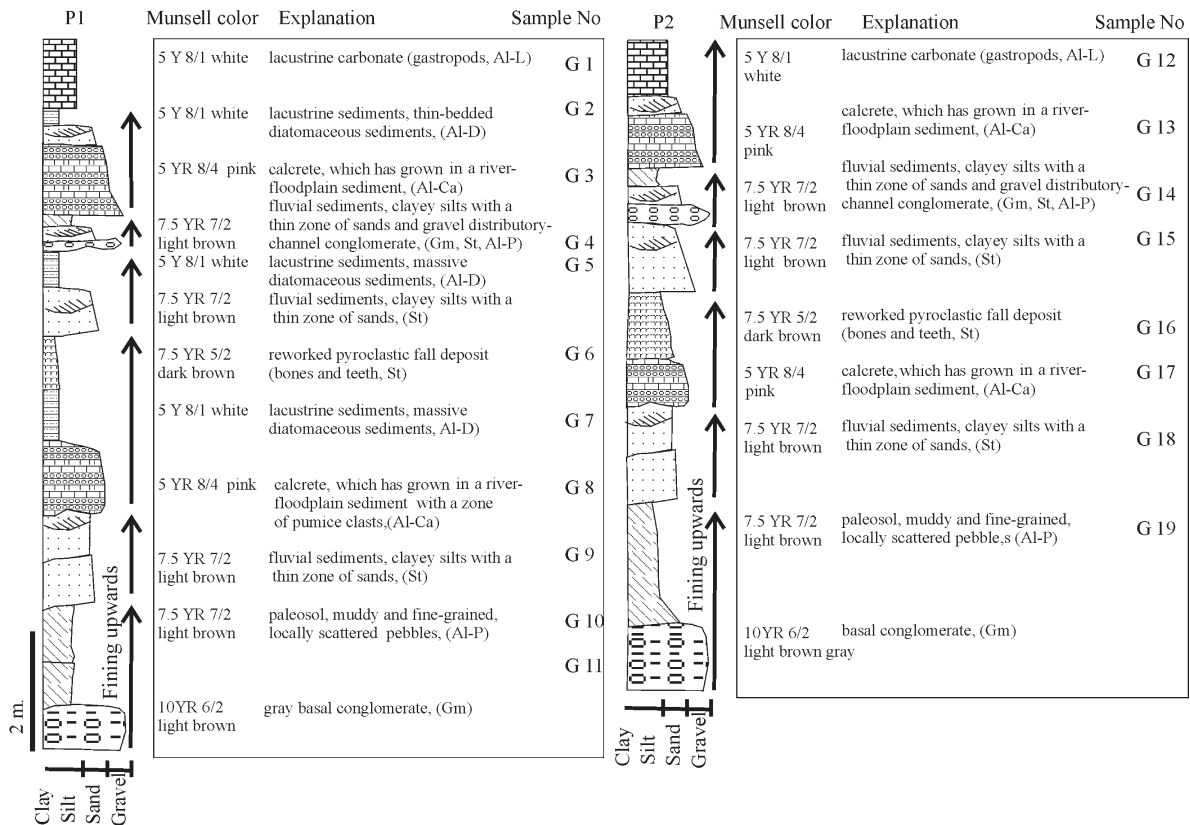 P1 Munsell color Explanation Sample No
5 Y 8/1 white lacustrine carbonate (gastropods, Al-L) G 1
5 Y 8/1 white lacustrine sediments, thin-bedded G 2
diatomaceous sediments, (Al-D)
5 YR 8/4 pink calcrete, which has grown in a river- G 3
floodplain sediment, (Al-Ca)
fluvial sediments, clayey silts with a
7.5 YR 7/2 thin zone of sands and gravel distributory-
light brown channel conglomerate, (Gm, St, Al-P) G 4
5 Y 8/1 white lacustrine sediments, massive G 5
diatomaceous sediments, (Al-D)
7.5 YR 7/2 fluvial sediments, clayey silts with a
light brown thin zone of sands, (St)
7.5 YR 5/2 reworked pyroclastic fall deposit G 6
dark brown (bones and teeth, St)
5 Y 8/1 white lacustrine sediments, massive G 7
diatomaceous sediments, Al-D)
5 YR 8/4 pink calcrete, which has grown in a river- G 8
floodplain sediment with a zone
of pumice clasts,(Al-Ca)
7.5 YR 7/2 fluvial sediments, clayey silts with a G 9
light brown thin zone of sands, (St)
7.5 YR 7/2 paleosol, muddy and fine-grained, G 10
light brown locally scattered pebbles, (Al-P)
G 11
10YR 6/2 gray basal conglomerate, (Gm)
light brown
Fining upwards
2 m.
Clay
Silt
Sand
Gravel
P2 Munsell color Explanation Sample No
5 Y 8/1 lacustrine carbonate (gastropods, Al-L) G 12
white
calcrete, which has grown in a river-
5 YR 8/4 floodplain sediment, (Al-Ca) G 13
pink
fluvial sediments, clayey silts with a
7.5 YR 7/2 thin zone of sands and gravel distributory- G 14
light brown channel conglomerate, (Gm, St, Al-P)
7.5 YR 7/2 fluvial sediments, clayey silts with a G 15
light brown thin zone of sands, (St)
7.5 YR 5/2 reworked pyroclastic fall deposit G 16
dark brown (bones and teeth, St)
5 YR 8/4 calcrete, which has grown in a river- G 17
pink floodplain sediment, (Al-Ca)
7.5 YR 7/2 fluvial sediments, clayey silts with a G 18
light brown thin zone of sands, (St)
7.5 YR 7/2 paleosol, muddy and fine-grained, G 19
light brown locally scattered pebble,s (Al-P)
10YR 6/2 basal conglomerate, (Gm)
light brown gray
Fining upwards
Clay
Silt
Sand
Gravel